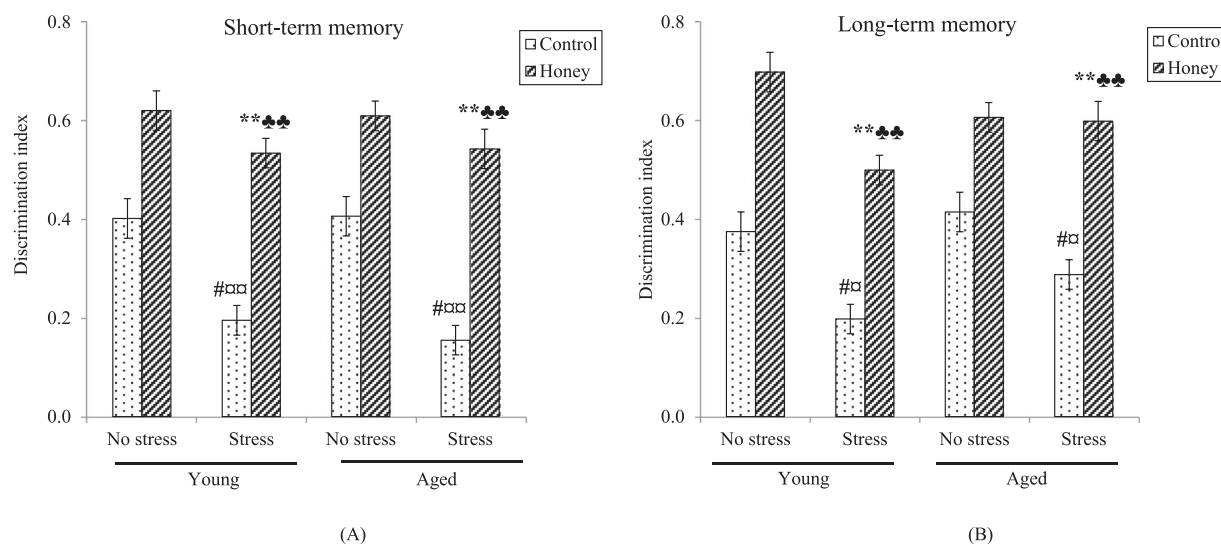 Short-term memory
Control
Honey
Discrimination index
0.8
0.6
0.4
0.2
0.0
**♣♣
**♣♣
#¤¤
#¤¤
No stress Stress No stress Stress
Young Aged
(A)
Long-term memory
Control
Honey
Discrimination index
0.8
0.6
0.4
0.2
0.0
**♣♣
**♣♣
#¤
#¤
No stress Stress No stress Stress
Young Aged
(B)